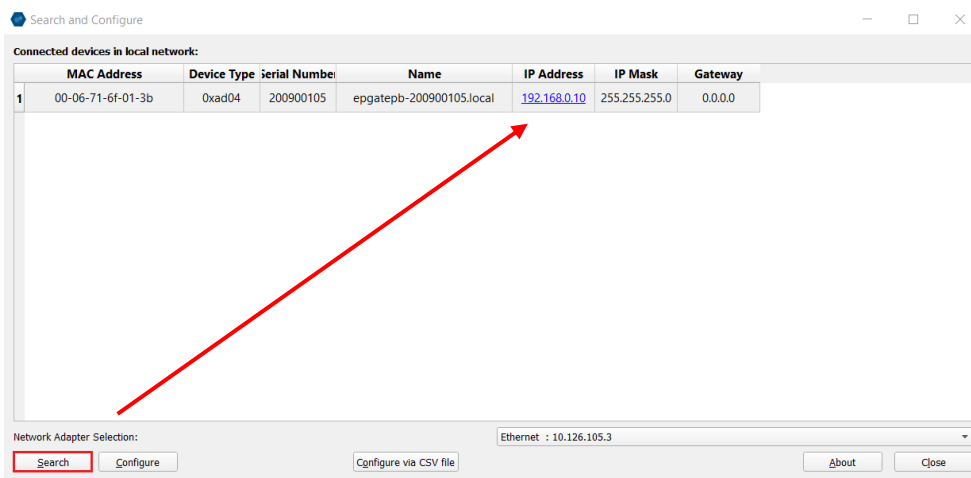 Search and Configure
Connected devices in local network:
MAC Address Device Type Serial Number Name IP Address IP Mask Gateway
1 00-06-71-6f-01-3b 0xad04 200900105 epgatepb-200900105.local 192.168.0.10 255.255.255.0 0.0.0.0
Network Adapter Selection: Ethernet : 10.126.105.3
Search Configure Configure via CSV file About Close